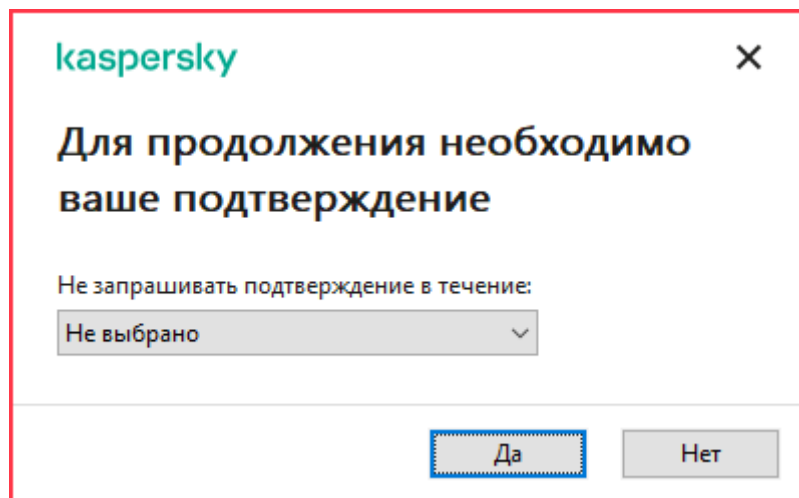 kaspersky
Для продолжения необходимо
ваше подтверждение
Не запрашивать подтверждение в течение:
Не выбрано
Да
Нет